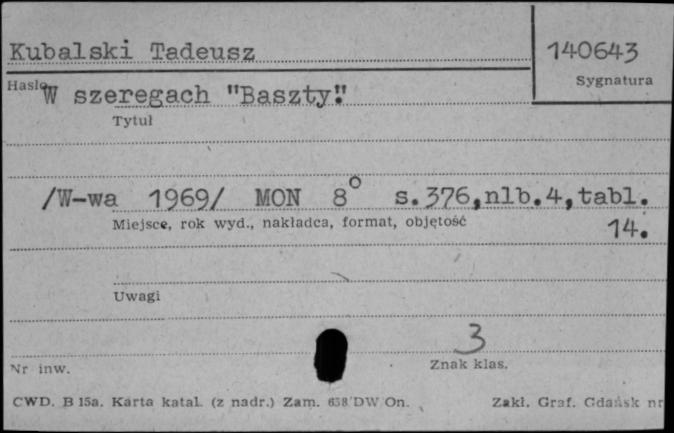 Kubalski Tadeusz
140643
Hasło
Sygnatura
W szeregach "Baszty".
Tytuł
/W-wa 1969/ MON 8° s.376,nlb.4,tabl.
Miejsce, rok wyd., nakładca, format, objętość
14.
Uwagi
3
Nr inw.
Znak klas.
CWD. B 15a. Karta katal. (z nadr.) Zam. 638 DW On. Zakł. Graf. Gdańsk nr